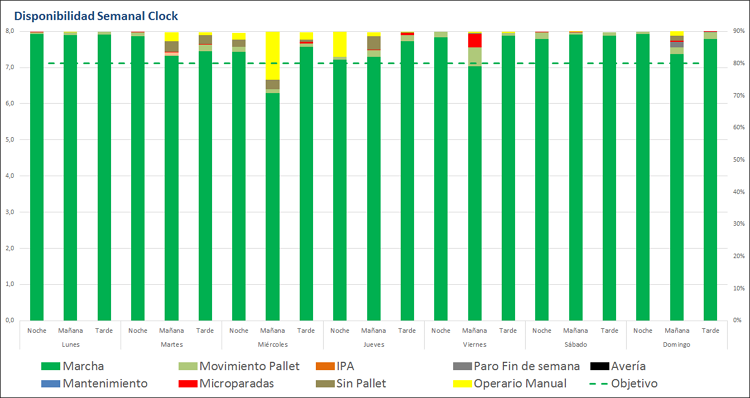 Disponibilidad Semanal Clock
8,0 90%
7,0 80%
6,0 70%
5,0 60%
4,0 50%
3,0 40%
2,0 30%
1,0 20%
0,0 10%
0%
Noche Mañana Tarde Noche Mañana Tarde Noche Mañana Tarde Noche Mañana Tarde Noche Mañana Tarde Noche Mañana Tarde Noche Mañana Tarde
Lunes Martes Miércoles Jueves Viernes Sábado Domingo
Marcha Movimiento Pallet IPA Paro Fin de semana Avería
Mantenimiento Microparadas Sin Pallet Operario Manual Objetivo